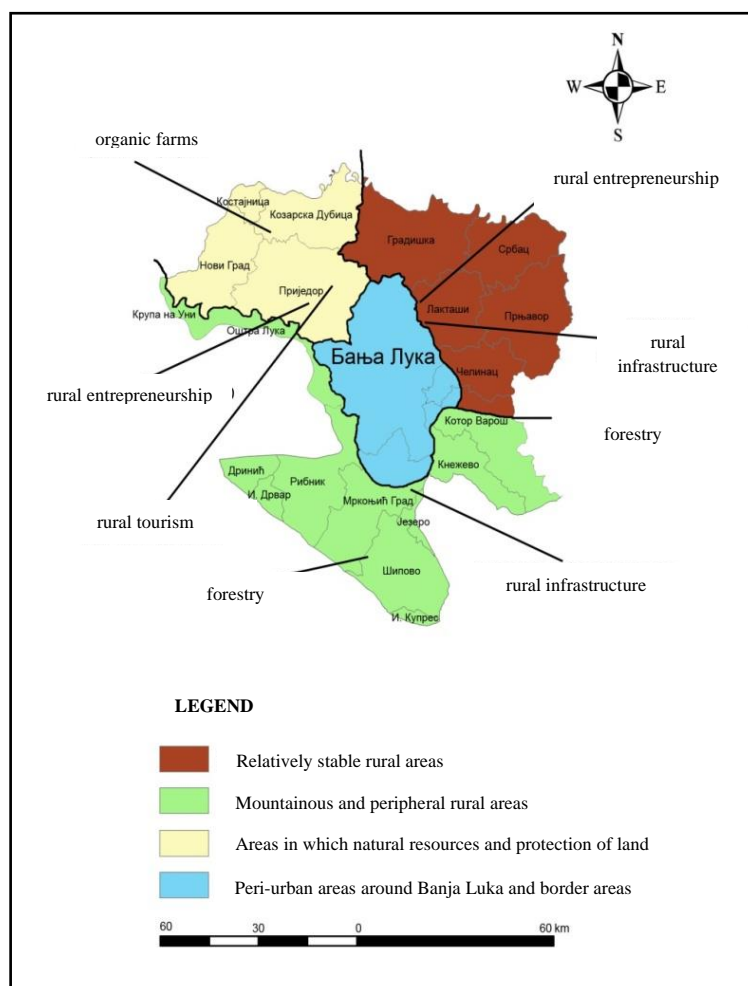 N
W
E
S
organic farms
rural entrepreneurship
Костајница
Козарска Дубица
Градишка
Србац
Нови Град
Приједор
Лакташи
Прњавор
Крупа на Уни
Оштра Лука
rural
infrastructure
Бања Лука
Челинац
rural entrepreneurship )
Котор Варош
forestry
Кнежево
Дринић
Рибник
И. Дрвар
Мркоњић Град
rural tourism
Језеро
Шипово
rural infrastructure
forestry
И. Купрес
LEGEND
Relatively stable rural areas
Mountainous and peripheral rural areas
Areas in which natural resources and protection of land
Peri-urban areas around Banja Luka and border areas
60 30 0 60 km